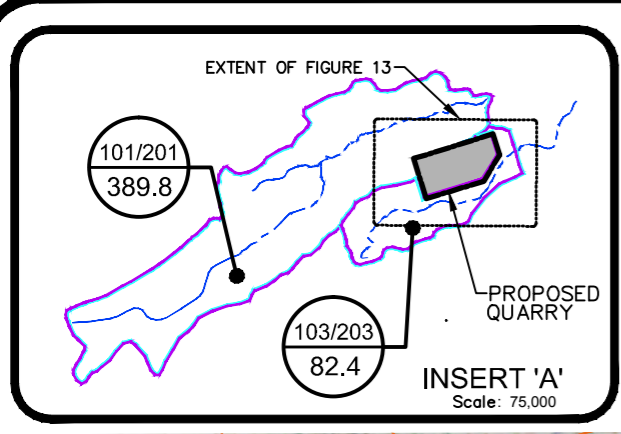 EXTENT OF FIGURE 13
101/201
389.8
PROPOSED
QUARRY
103/203
82.4
INSERT 'A'
Scale: 75,000